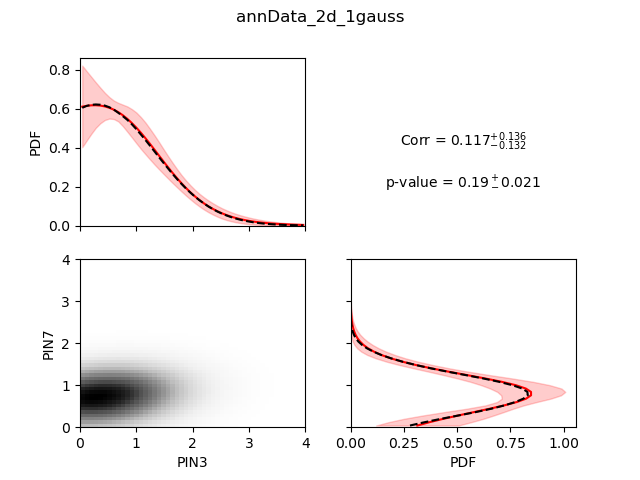 annData_2d_1gauss
0.8
0.6
0.4
0.2
0.0
PDF
Corr = 0.117+0.136−0.132
p-value = 0.19 +− 0.021
4
3
2
1
0
PIN7
0 1 2 3 4
PIN3
0.00 0.25 0.50 0.75 1.00
PDF